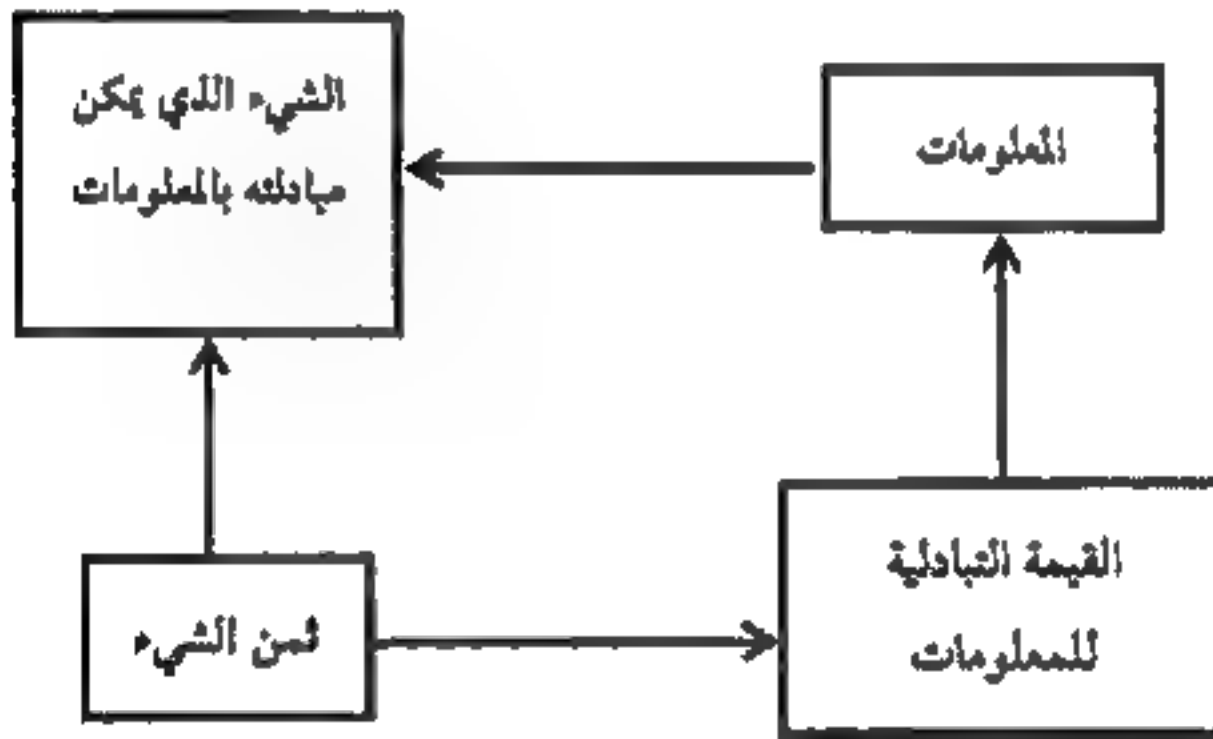 المعلومات
الشيء الذي يمكن
مبادلته بالمعلومات
القيمة التبادلية
للمعلومات
ثمن الشيء